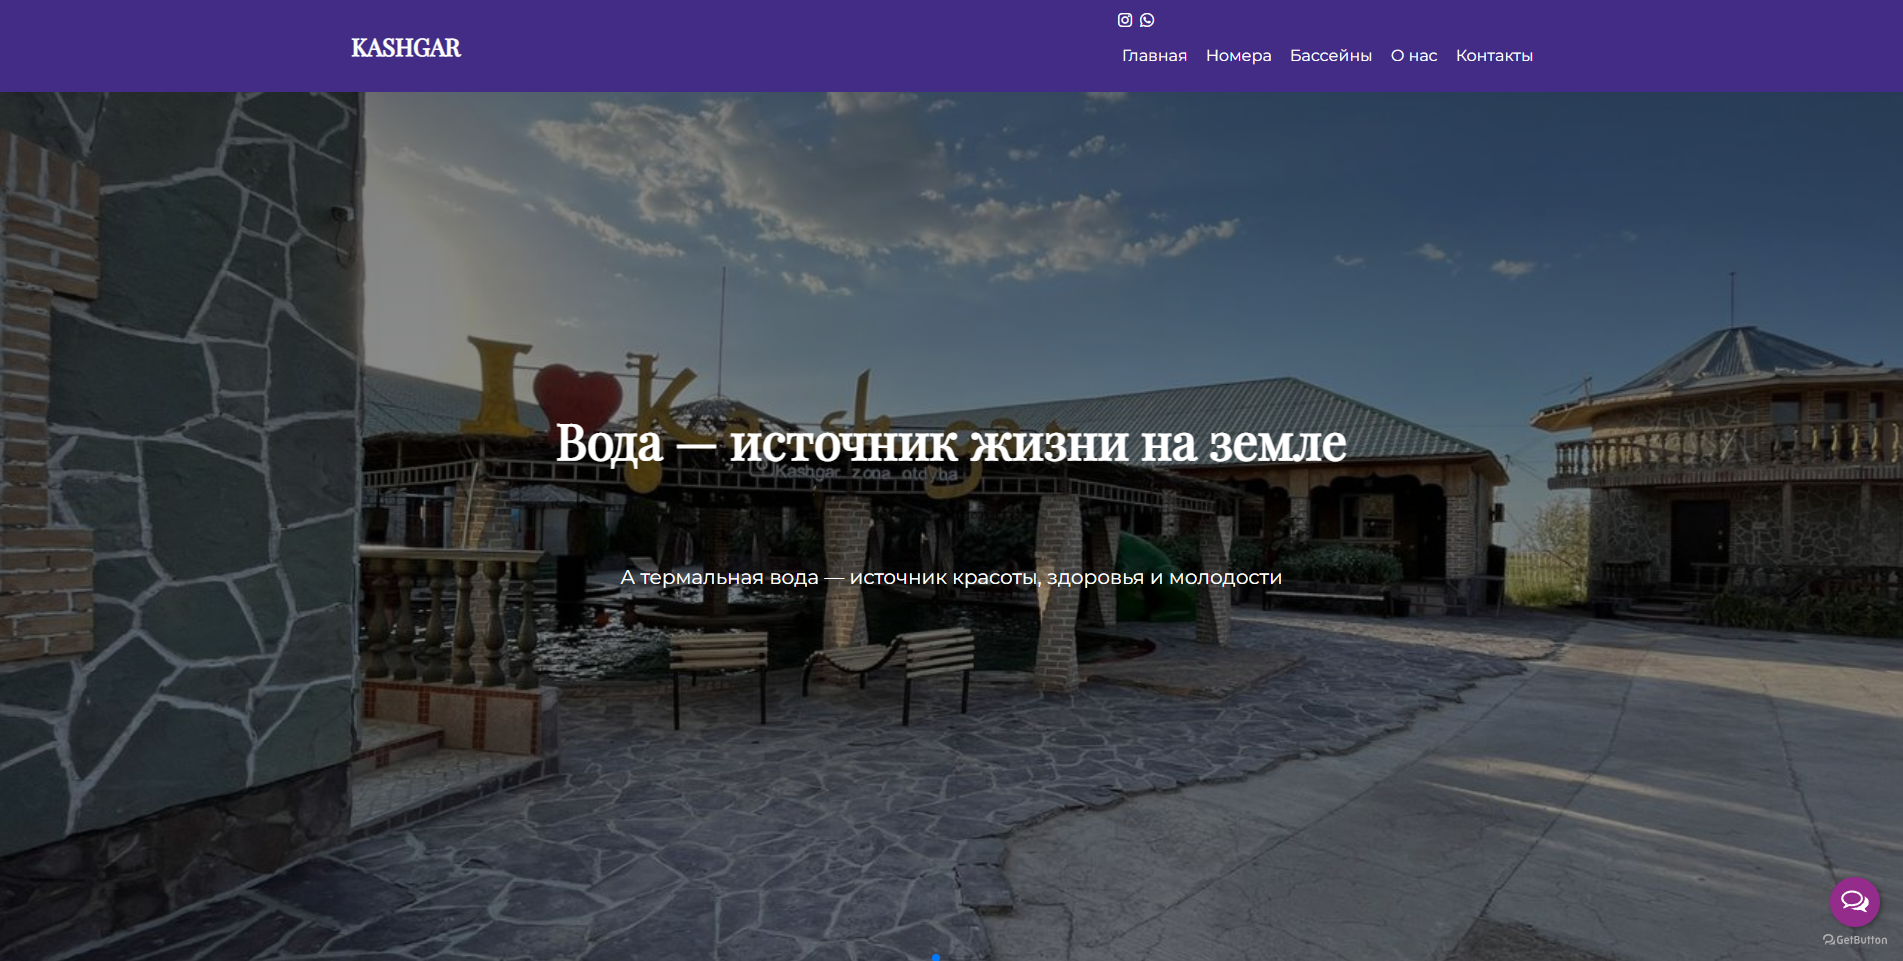 KASHGAR
Главная Номера Бассейны О нас Контакты
I Kashgar
Вода — источник жизни на земле
Kashgar_zona_otdyha
А термальная вода — источник красоты, здоровья и молодости
GetButton